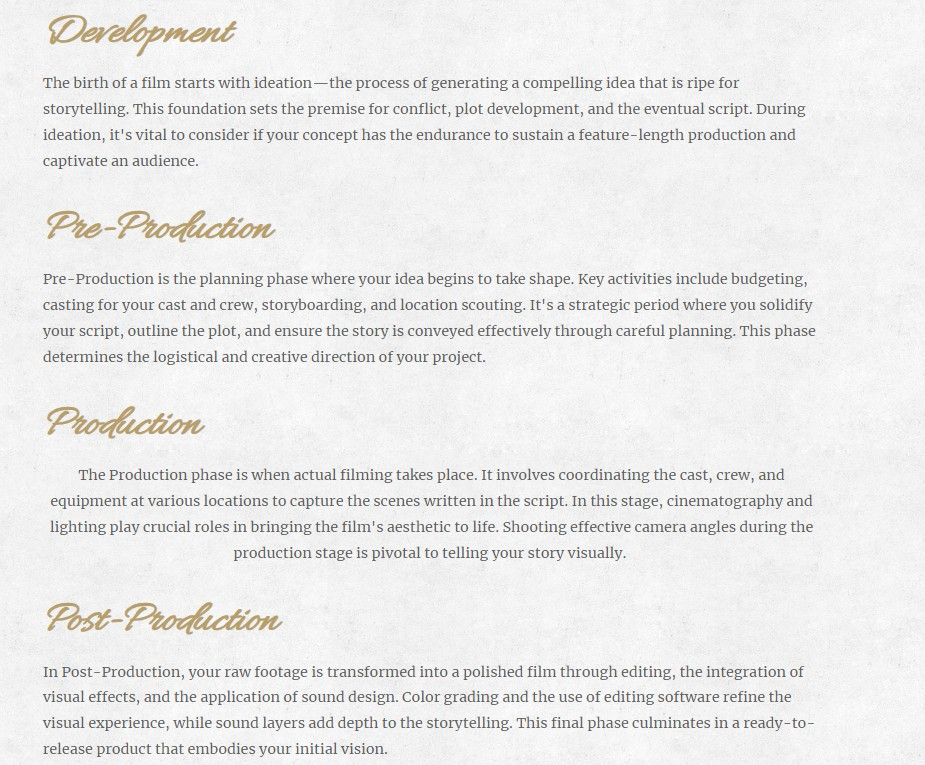 Development
The birth of a film starts with ideation—the process of generating a compelling idea that is ripe for
storytelling. This foundation sets the premise for conflict, plot development, and the eventual script. During
ideation, it's vital to consider if your concept has the endurance to sustain a feature-length production and
captivate an audience.
Pre-Production
Pre-Production is the planning phase where your idea begins to take shape. Key activities include budgeting,
casting for your cast and crew, storyboarding, and location scouting. It's a strategic period where you solidify
your script, outline the plot, and ensure the story is conveyed effectively through careful planning. This phase
determines the logistical and creative direction of your project.
Production
The Production phase is when actual filming takes place. It involves coordinating the cast, crew, and
equipment at various locations to capture the scenes written in the script. In this stage, cinematography and
lighting play crucial roles in bringing the film's aesthetic to life. Shooting effective camera angles during the
production stage is pivotal to telling your story visually.
Post-Production
In Post-Production, your raw footage is transformed into a polished film through editing, the integration of
visual effects, and the application of sound design. Color grading and the use of editing software refine the
visual experience, while sound layers add depth to the storytelling. This final phase culminates in a ready-to-
release product that embodies your initial vision.